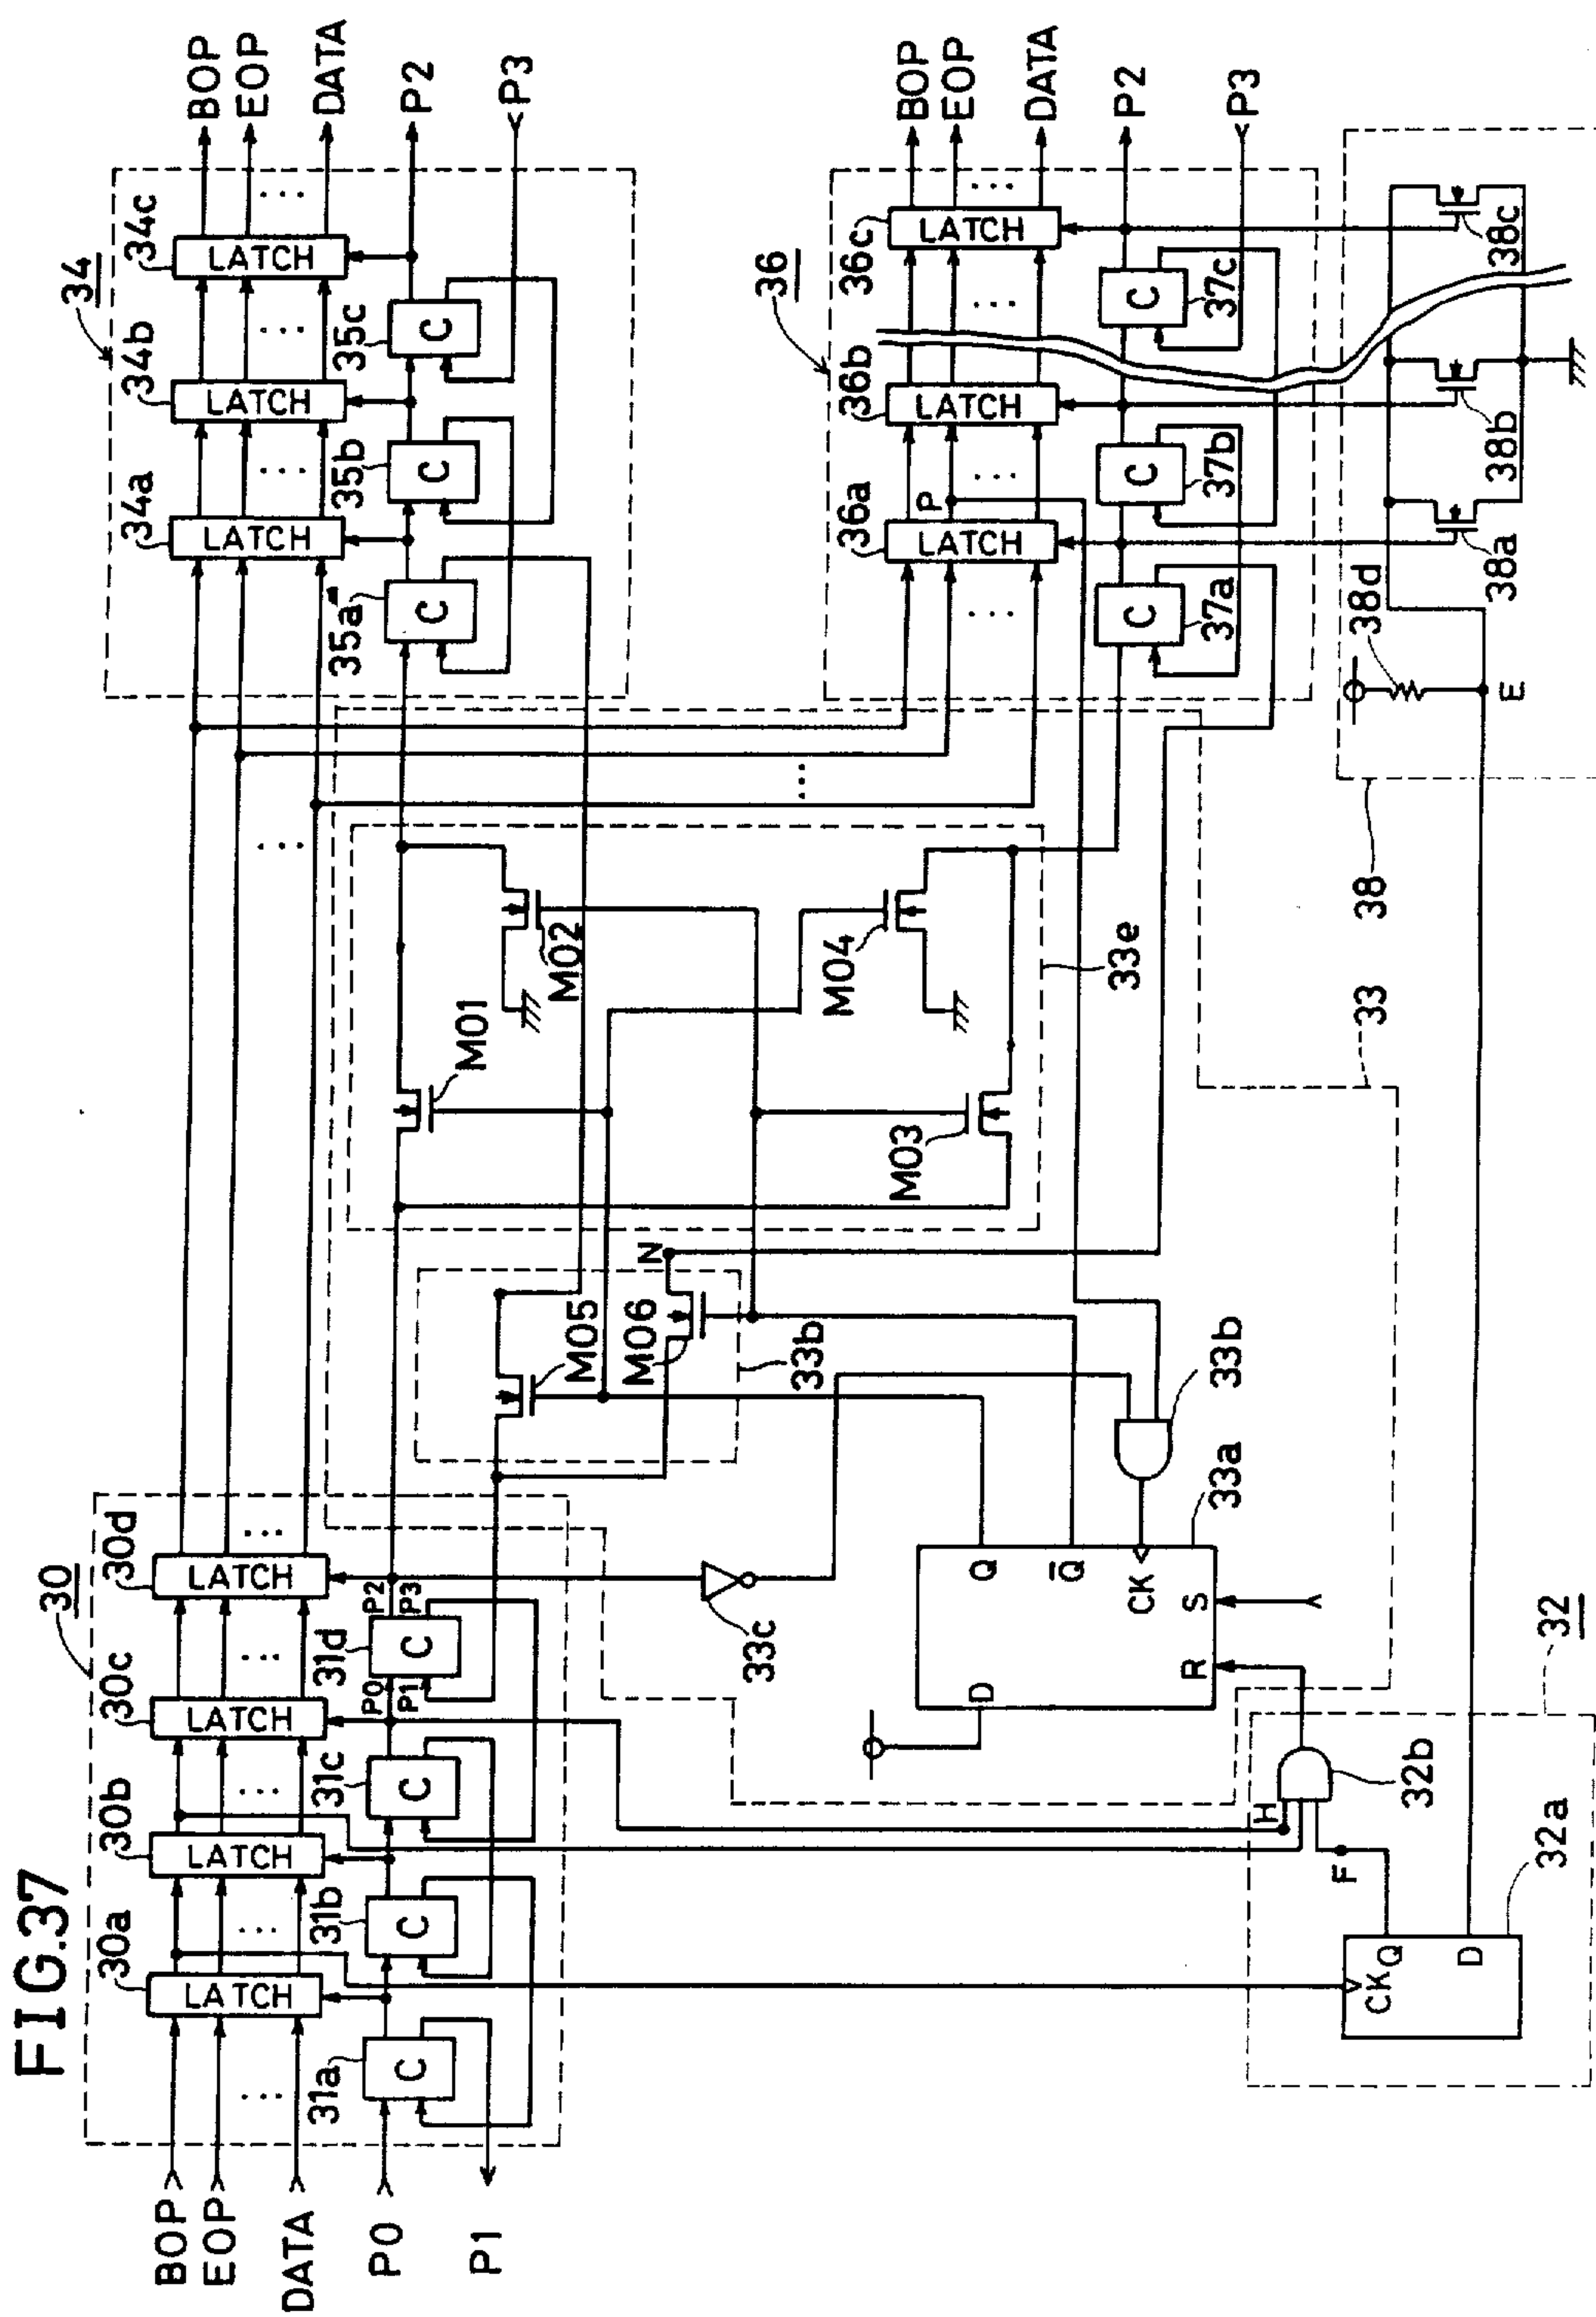 FIG.37
BOP
EOP
DATA
P0
P1
30
30a
30b
30c
30d
LATCH
LATCH
LATCH
LATCH
...
...
...
...
...
31a
31b
31c
31d
C
C
C
C
P0
P1
P2
P3
33c
M05
M06
N
33b
M01
M02
M03
M04
33e
...
...
34
34a
34b
34c
LATCH
LATCH
LATCH
...
...
...
BOP
EOP
DATA
35a
35b
35c
C
C
C
P2
P3
36
36a
36b
36c
LATCH
LATCH
LATCH
P
...
...
...
...
BOP
EOP
DATA
37a
37b
37c
C
C
C
P2
P3
33b
33a
Q
Q̅
CK
D
R
S
33
32
32b
H
F
32a
CK
Q
D
38
38d
E
38a
38b
38c